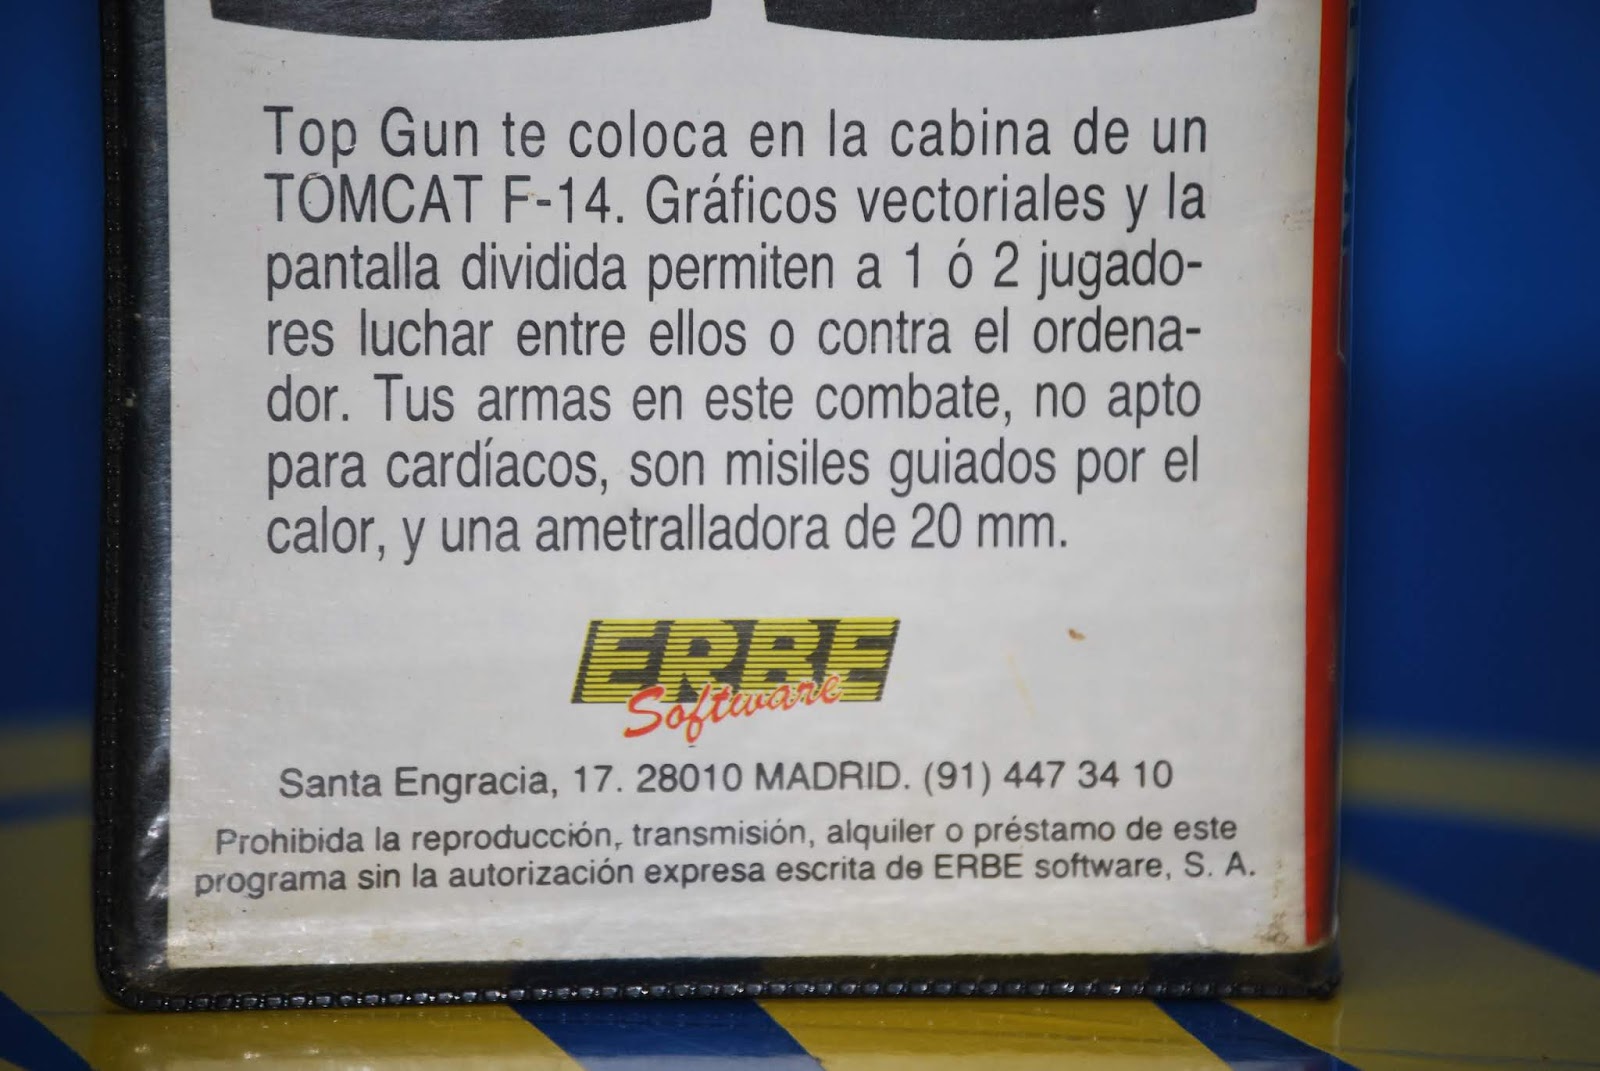 Top Gun te coloca en la cabina de un
TOMCAT F-14. Gráficos vectoriales y la
pantalla dividida permiten a 1 ó 2 jugado-
res luchar entre ellos o contra el ordena-
dor. Tus armas en este combate, no apto
para cardíacos, son misiles guiados por el
calor, y una ametralladora de 20 mm.
ERBE
Software
Santa Engracia, 17. 28010 MADRID. (91) 447 34 10
Prohibida la reproducción, transmisión, alquiler o préstamo de este
programa sin la autorización expresa escrita de ERBE software, S. A.